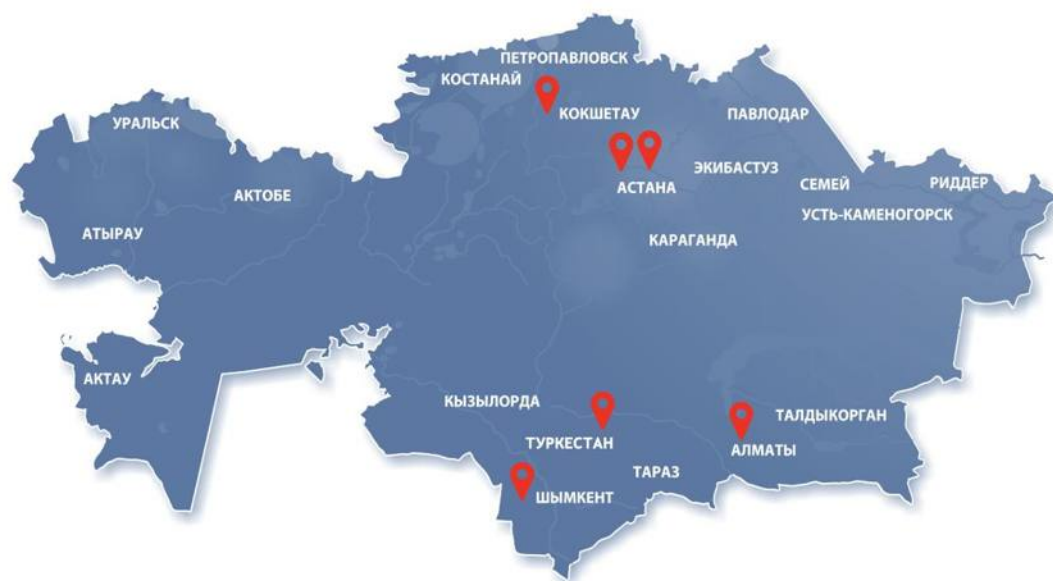 ПЕТРОПАВЛОВСК
КОСТАНАЙ
КОКШЕТАУ
ПАВЛОДАР
УРАЛЬСК
ЭКИБАСТУЗ
АКТОБЕ
АСТАНА
СЕМЕЙ
РИДДЕР
УСТЬ-КАМЕНОГОРСК
АТЫРАУ
КАРАГАНДА
АКТАУ
КЫЗЫЛОРДА
ТАЛДЫКОРГАН
ТУРКЕСТАН
АЛМАТЫ
ТАРАЗ
ШЫМКЕНТ